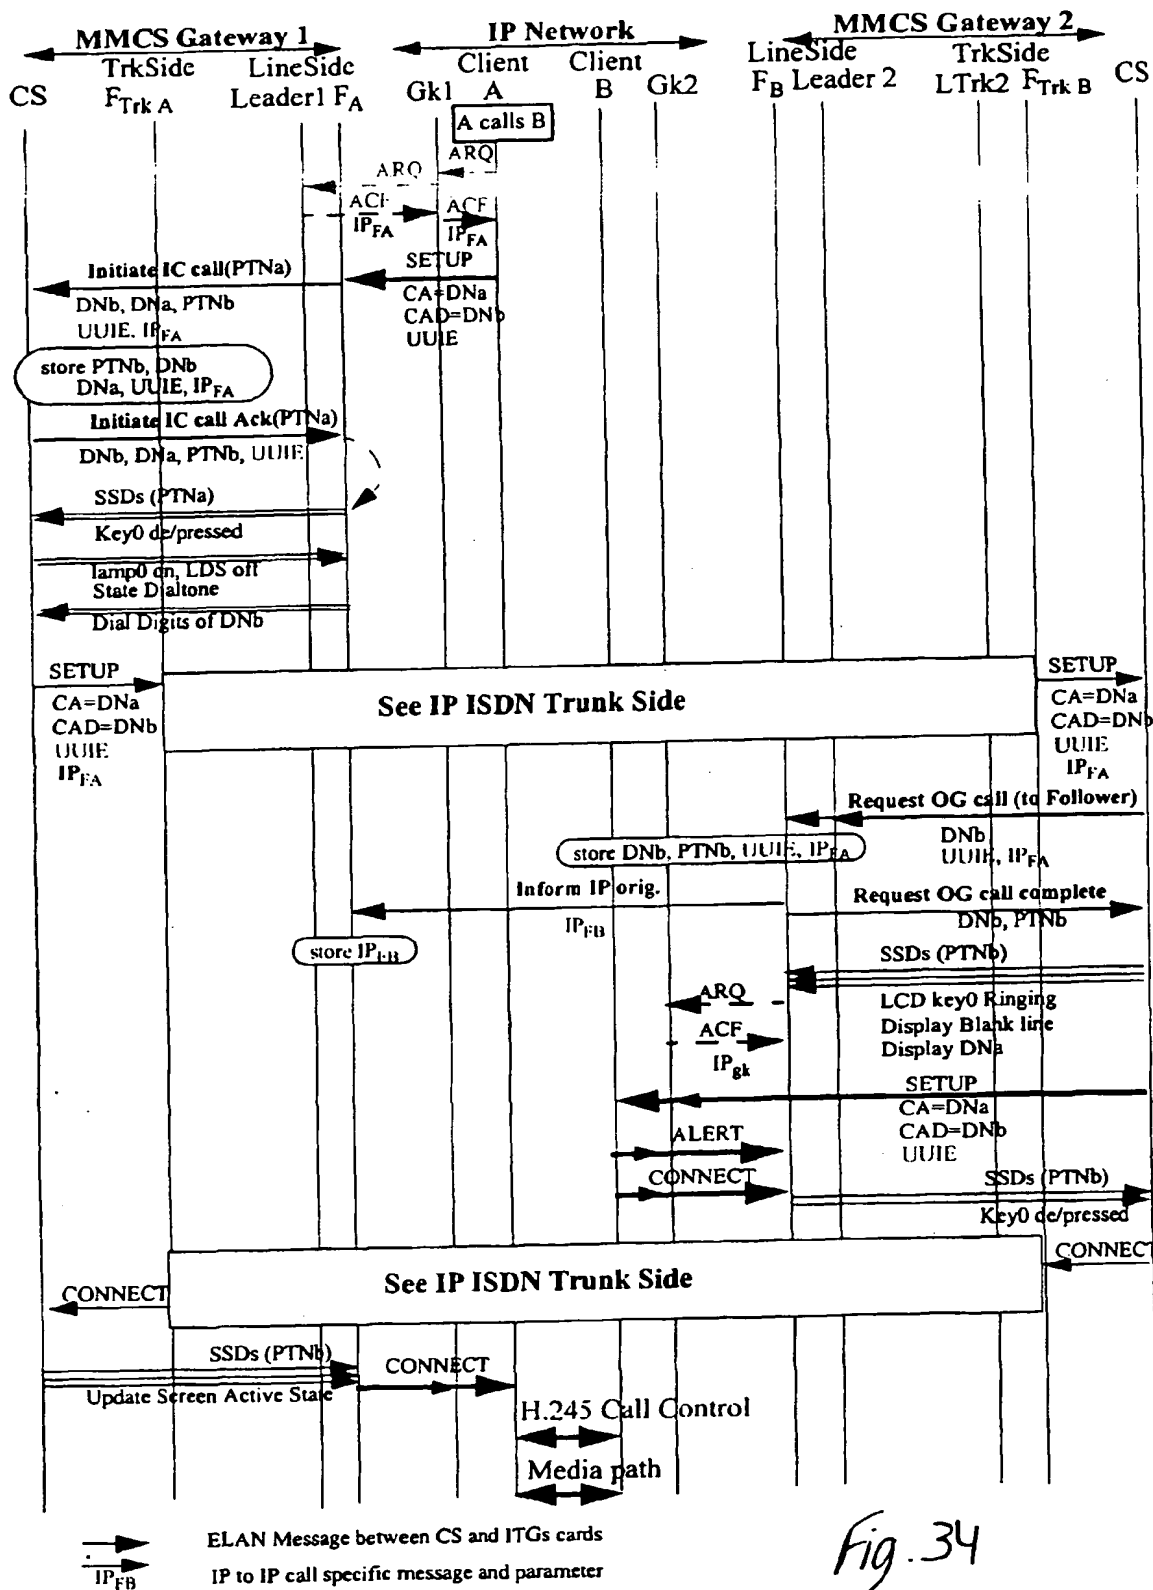 MMCS Gateway 1
IP Network
MMCS Gateway 2
CS
TrkSide
F Trk A
LineSide
Leader1 FA
Gk1
Client
A
Client
B
Gk2
LineSide
FB Leader 2
TrkSide
LTrk2 F Trk B
CS
A calls B
ARQ
ARQ
ACF
IPFA
ACF
IPFA
SETUP
CA=DNa
CAD=DNb
UUIE
Initiate IC call(PTNa)
DNb, DNa, PTNb
UUIE, IPFA
store PTNb, DNb
DNa, UUIE, IPFA
Initiate IC call Ack(PTNa)
DNb, DNa, PTNb, UUIE
SSDs (PTNa)
Key0 de/pressed
lamp0 on, LDS off
State Dialtone
Dial Digits of DNb
SETUP
CA=DNa
CAD=DNb
UUIE
IPFA
See IP ISDN Trunk Side
SETUP
CA=DNa
CAD=DNb
UUIE
IPFA
Request OG call (to Follower)
DNb
UUIE, IPFA
store DNb, PTNb, UUIE, IPFA
Inform IP orig.
IPFB
Request OG call complete
DNb, PTNb
store IPFB
SSDs (PTNb)
LCD key0 Ringing
Display Blank line
Display DNa
ARQ
ACF
IPgk
SETUP
CA=DNa
CAD=DNb
UUIE
ALERT
CONNECT
SSDs (PTNb)
Key0 de/pressed
CONNECT
See IP ISDN Trunk Side
CONNECT
SSDs (PTNb)
Update Screen Active State
CONNECT
H.245 Call Control
Media path
ELAN Message between CS and ITGs cards
IPFB IP to IP call specific message and parameter
Fig. 34